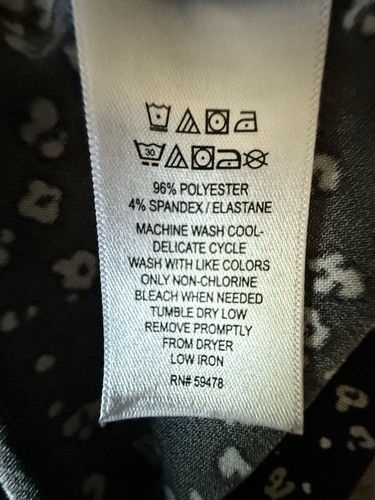 30
96% POLYESTER
4% SPANDEX / ELASTANE
MACHINE WASH COOL-
DELICATE CYCLE
WASH WITH LIKE COLORS
ONLY NON-CHLORINE
BLEACH WHEN NEEDED
TUMBLE DRY LOW
REMOVE PROMPTLY
FROM DRYER
LOW IRON
RN# 59478